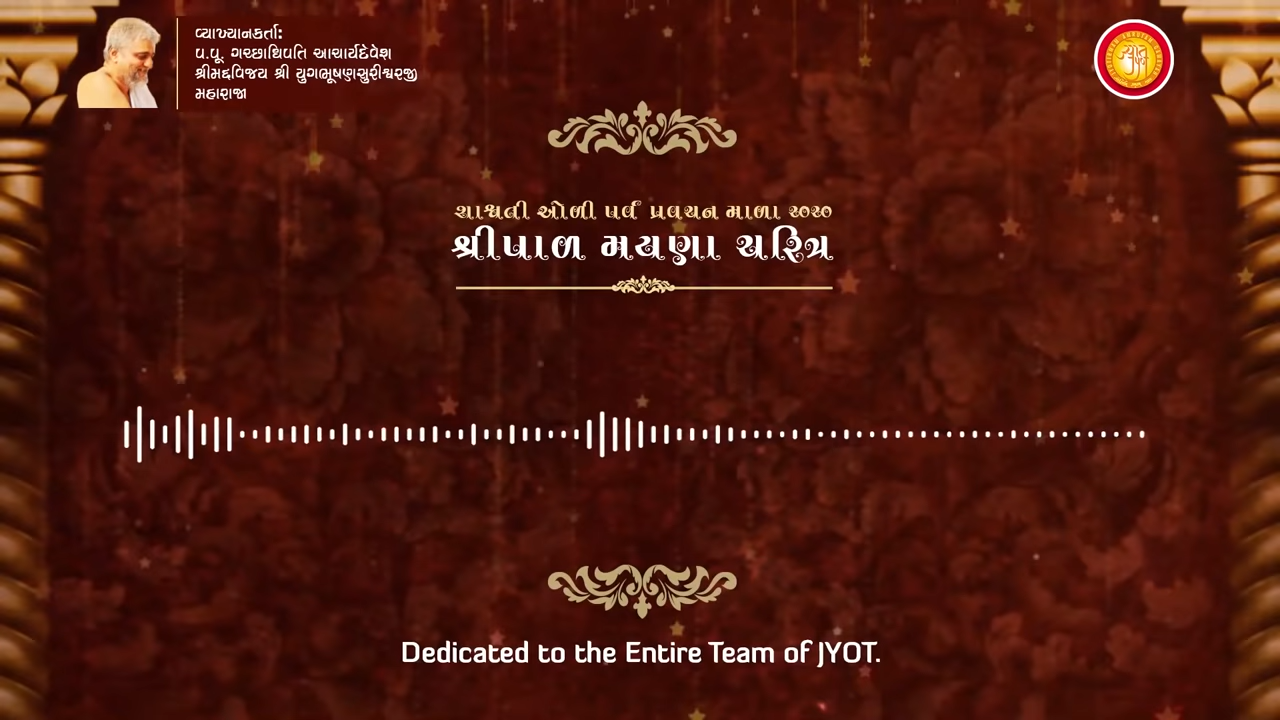 વ્યાખ્યાનકર્તા:
પ.પૂ. ગચ્છાધિપતિ આચાર્યદેવેશ
શ્રીમદ્દવિજય શ્રી યુગભૂષણસુરીશ્વરજી
મહારાજા
શાશ્વતી ઓળી પર્વ પ્રવચન માળા ૨૦૨૦
શ્રીપાળ મયણા ચરિત્ર
Dedicated to the Entire Team of JYOT.